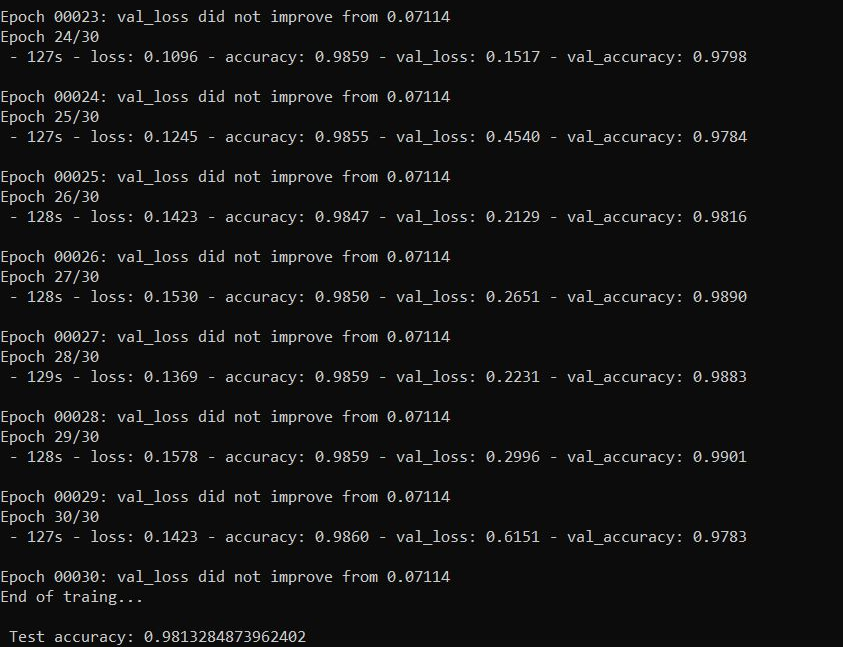 Epoch 00023: val_loss did not improve from 0.07114
Epoch 24/30
 - 127s - loss: 0.1096 - accuracy: 0.9859 - val_loss: 0.1517 - val_accuracy: 0.9798

Epoch 00024: val_loss did not improve from 0.07114
Epoch 25/30
 - 127s - loss: 0.1245 - accuracy: 0.9855 - val_loss: 0.4540 - val_accuracy: 0.9784

Epoch 00025: val_loss did not improve from 0.07114
Epoch 26/30
 - 128s - loss: 0.1423 - accuracy: 0.9847 - val_loss: 0.2129 - val_accuracy: 0.9816

Epoch 00026: val_loss did not improve from 0.07114
Epoch 27/30
 - 128s - loss: 0.1530 - accuracy: 0.9850 - val_loss: 0.2651 - val_accuracy: 0.9890

Epoch 00027: val_loss did not improve from 0.07114
Epoch 28/30
 - 129s - loss: 0.1369 - accuracy: 0.9859 - val_loss: 0.2231 - val_accuracy: 0.9883

Epoch 00028: val_loss did not improve from 0.07114
Epoch 29/30
 - 128s - loss: 0.1578 - accuracy: 0.9859 - val_loss: 0.2996 - val_accuracy: 0.9901

Epoch 00029: val_loss did not improve from 0.07114
Epoch 30/30
 - 127s - loss: 0.1423 - accuracy: 0.9860 - val_loss: 0.6151 - val_accuracy: 0.9783

Epoch 00030: val_loss did not improve from 0.07114
End of traing...

 Test accuracy: 0.9813284873962402